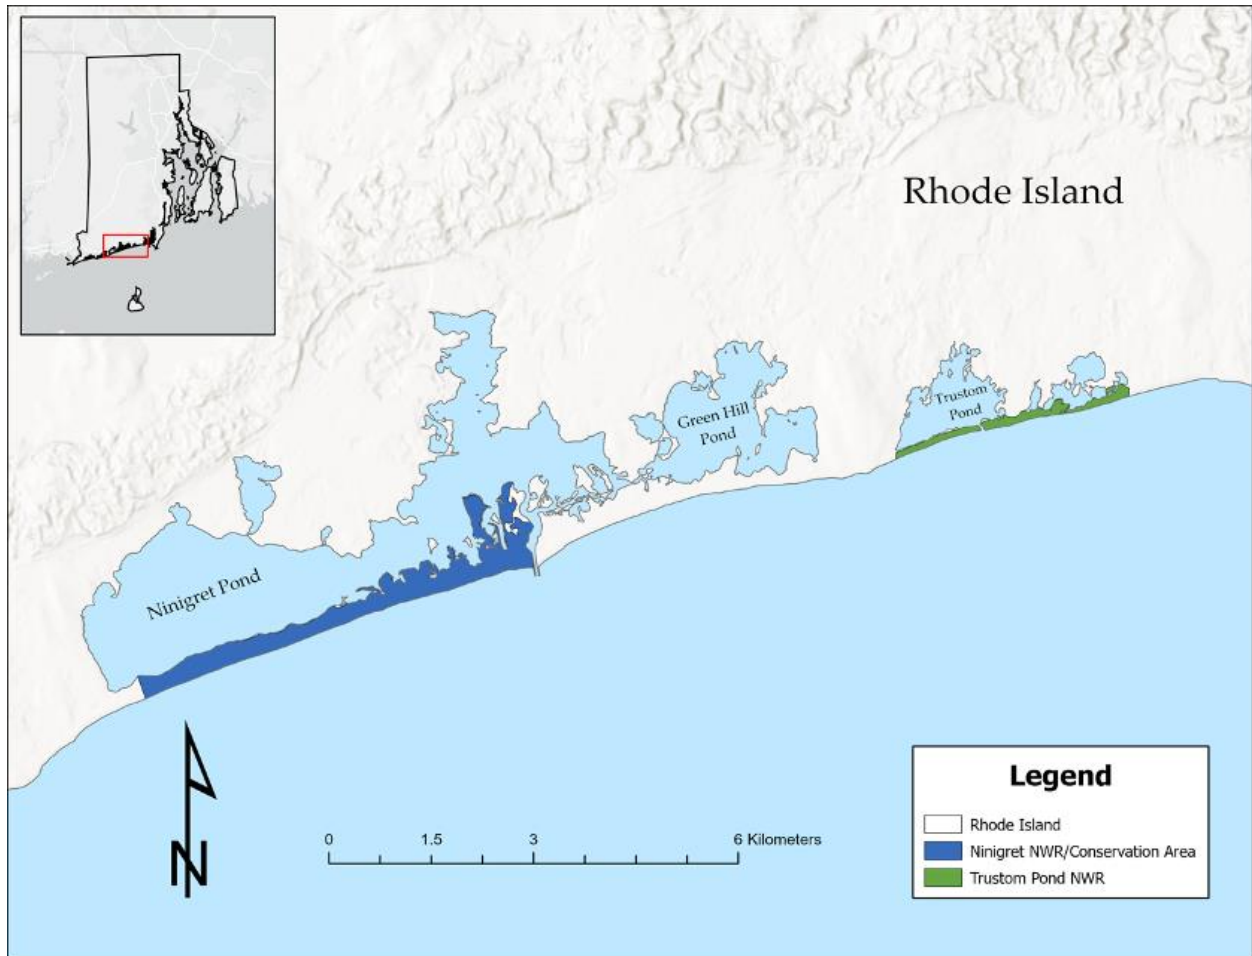 Rhode Island
Green Hill
Pond
Trustom
Pond
Ninigret Pond
N
0 1.5 3 6 Kilometers
Legend
Rhode Island
Ninigret NWR/Conservation Area
Trustom Pond NWR